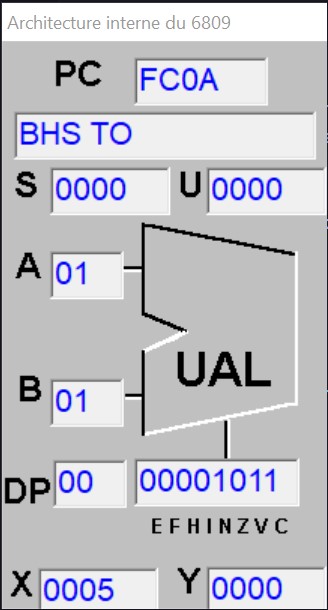 Architecture interne du 6809
PC FC0A
BHS TO
S 0000 U 0000
A 01
UAL
B 01
DP 00 00001011
E F H I N Z V C
X 0005 Y 0000